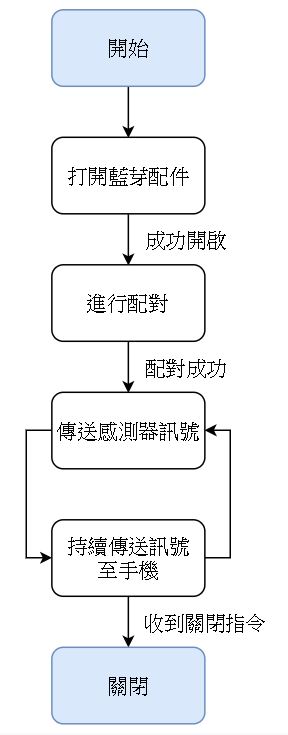 開始
打開藍芽配件
成功開啟
進行配對
配對成功
傳送感測器訊號
持續傳送訊號
至手機
收到關閉指令
關閉